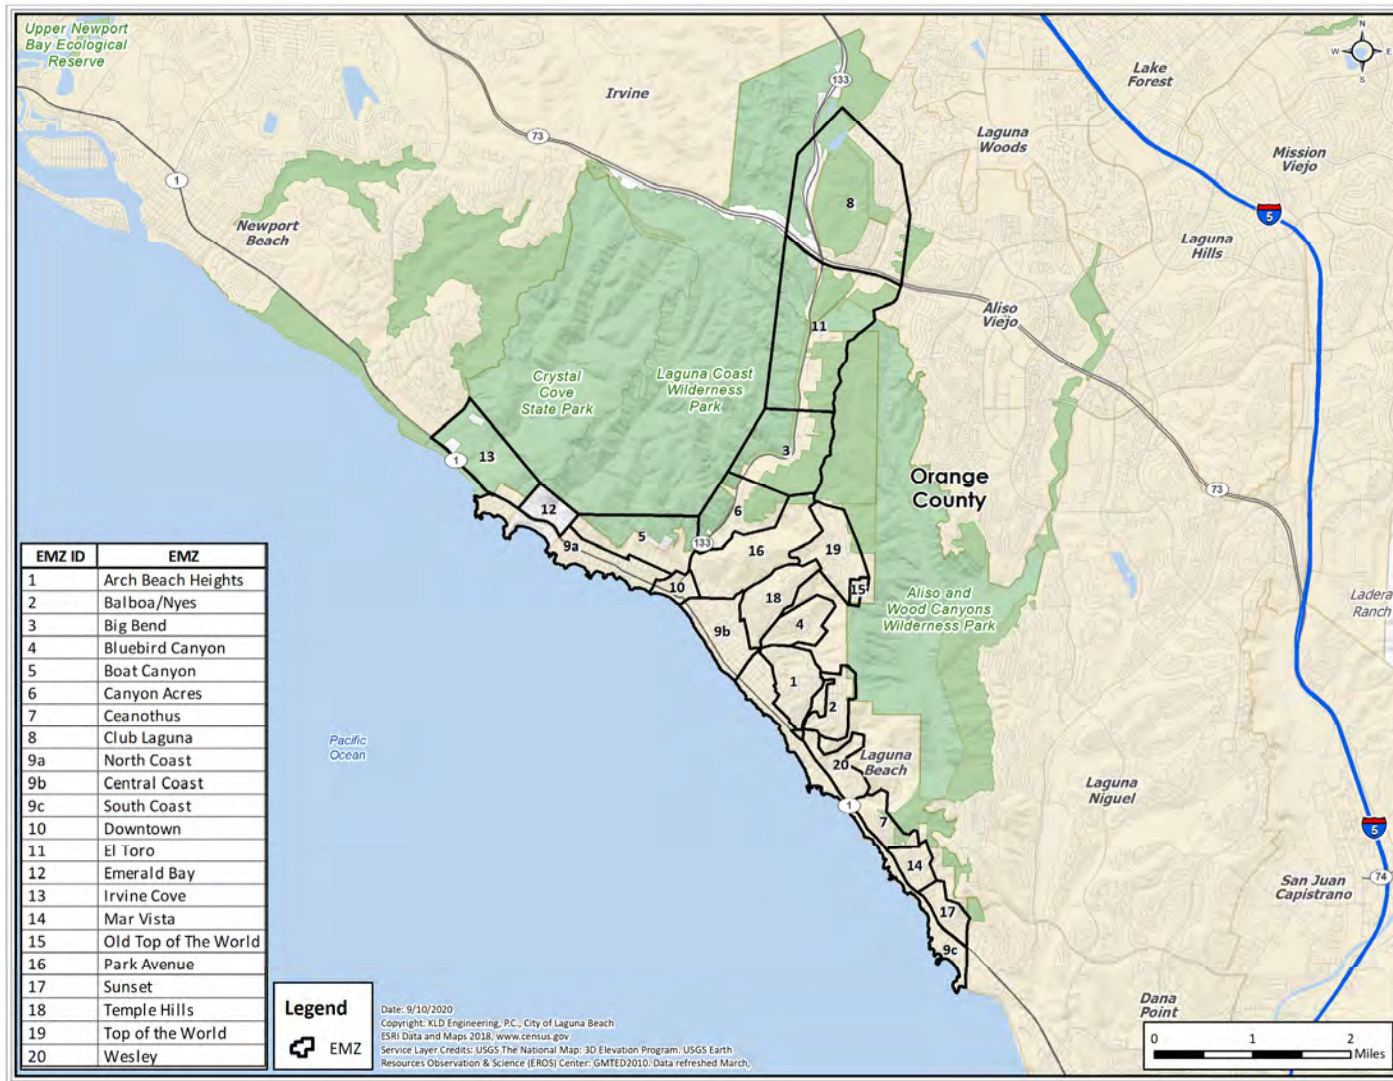 Upper Newport
Bay Ecological
Reserve
Irvine
133
73
1
Newport
Beach
Lake
Forest
Laguna
Woods
Mission
Viejo
N
W E
S
5
Laguna
Hills
8
Aliso
Viejo
11
Crystal
Cove
State Park
Laguna Coast
Wilderness
Park
13
1
3
Orange
County
73
12
6
9a
5
133
16
19
10
18
15
Aliso and
Wood Canyons
Wilderness Park
Ladera
Ranch
9b
4
1
2
Pacific
Ocean
20
Laguna
Beach
Laguna
Niguel
1
7
5
14
San Juan
Capistrano
74
17
9c
Dana
Point
EMZ ID EMZ
1 Arch Beach Heights
2 Balboa/Nyes
3 Big Bend
4 Bluebird Canyon
5 Boat Canyon
6 Canyon Acres
7 Ceanothus
8 Club Laguna
9a North Coast
9b Central Coast
9c South Coast
10 Downtown
11 El Toro
12 Emerald Bay
13 Irvine Cove
14 Mar Vista
15 Old Top of The World
16 Park Avenue
17 Sunset
18 Temple Hills
19 Top of the World
20 Wesley
Legend
EMZ
Date: 9/10/2020
Copyright: KLD Engineering, P.C., City of Laguna Beach
ESRI Data and Maps 2018, www.census.gov
Service Layer Credits: USGS The National Map: 3D Elevation Program. USGS Earth
Resources Observation & Science (EROS) Center: GMTED2010. Data refreshed March,
0 1 2
Miles